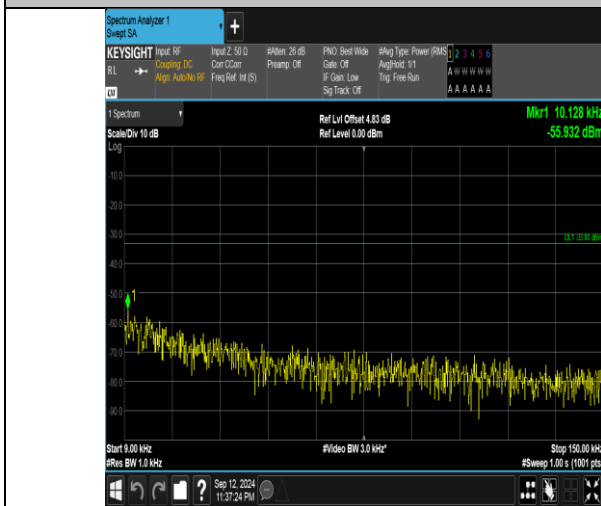 Spectrum Analyzer 1
Swept SA
+
KEYSIGHT
RL
Input: RF
Coupling: DC
Align: Auto/No RF
Input Z: 50 Ω
Corr CCorr
Freq Ref: Int (S)
#Atten: 26 dB
Preamp: Off
PNO: Best Wide
Gate: Off
IF Gain: Low
Sig Track: Off
#Avg Type: Power (RMS
Avg|Hold: 1/1
Trig: Free Run
1 2 3 4 5 6
A W W W W W
A A A A A A
1 Spectrum
Scale/Div 10 dB
Log
Ref Lvl Offset 4.83 dB
Ref Level 0.00 dBm
Mkr1 10.128 kHz
-55.932 dBm
-10.0
-20.0
-30.0
DL1 -33.00 dBm
-40.0
-50.0
1
-60.0
-70.0
-80.0
-90.0
Start 9.00 kHz
#Res BW 1.0 kHz
#Video BW 3.0 kHz*
Stop 150.00 kHz
#Sweep 1.00 s (1001 pts
?
Sep 12, 2024
11:37:24 PM